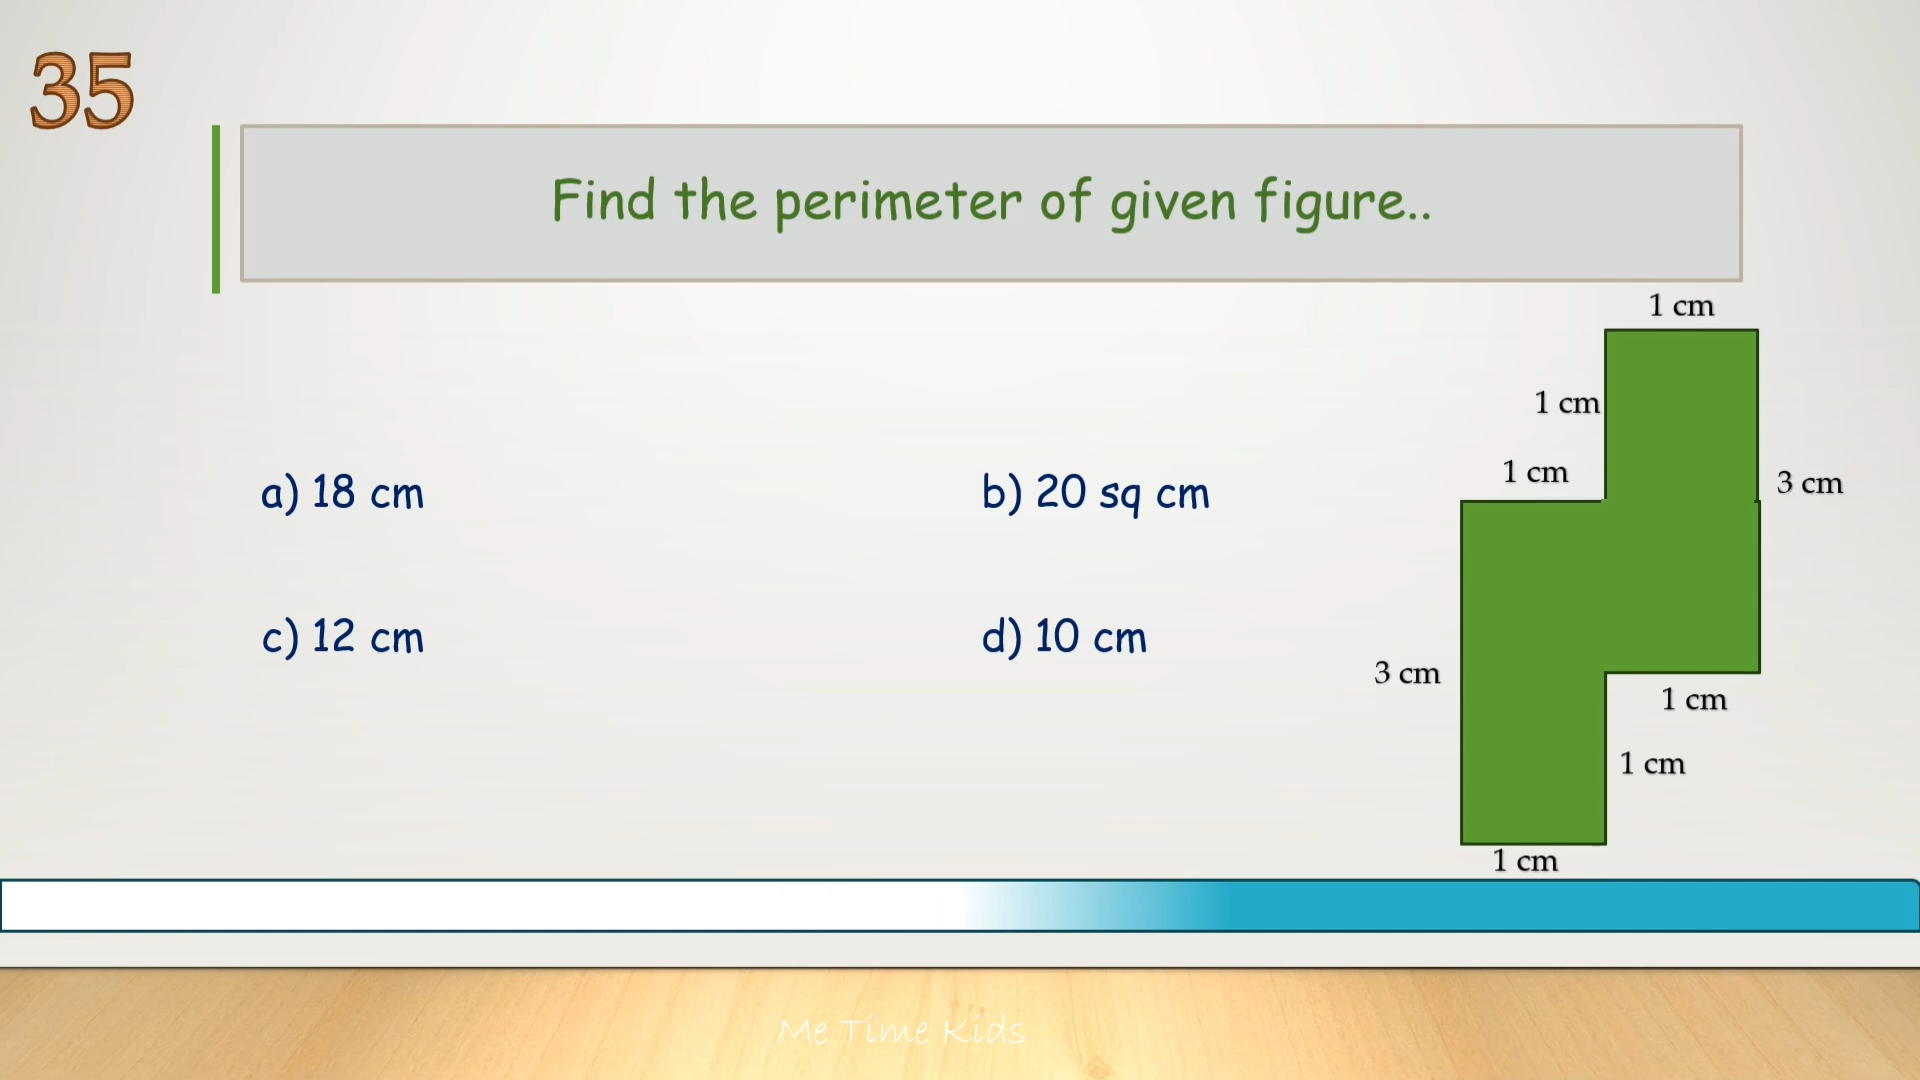 35
Find the perimeter of given figure..
1 cm
1 cm
1 cm
3 cm
a) 18 cm
b) 20 sq cm
c) 12 cm
d) 10 cm
3 cm
1 cm
1 cm
1 cm
Me Time Kids